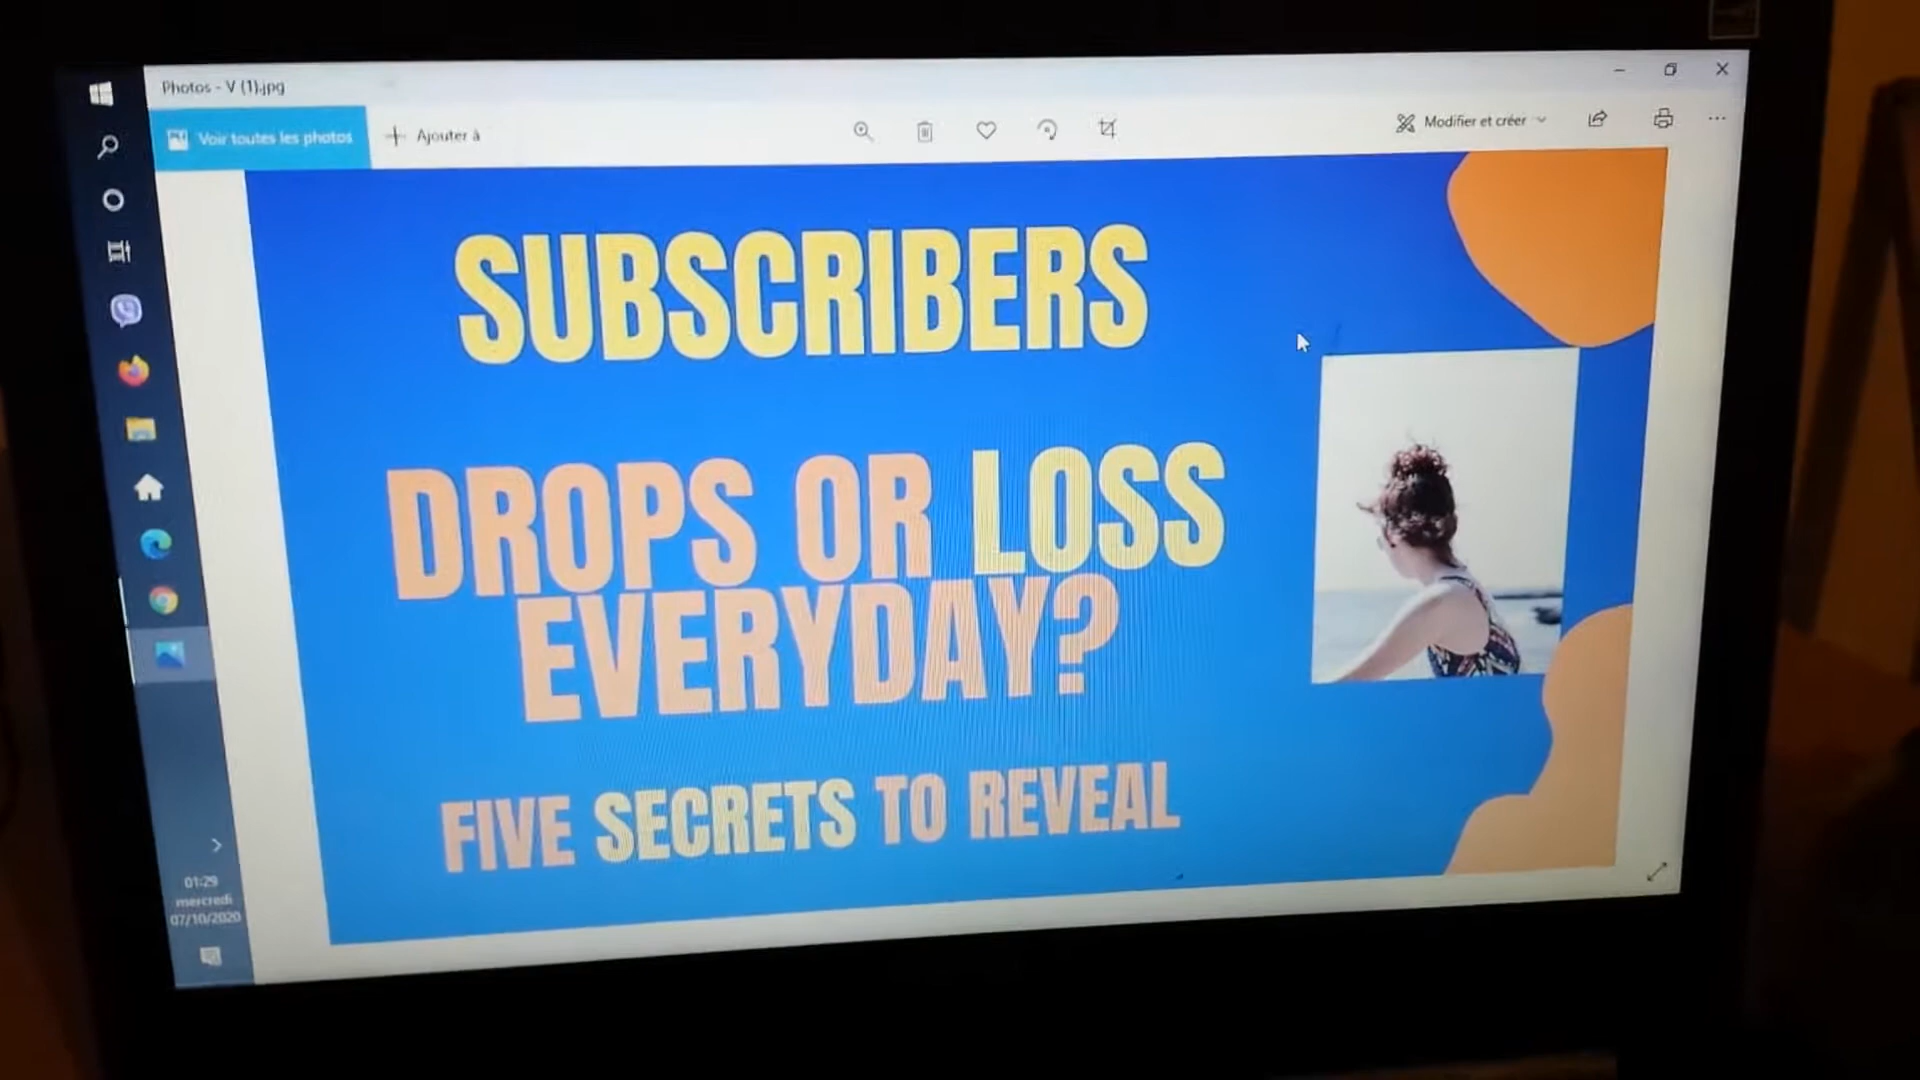 Photos - V (1).jpg
Voir toutes les photos
Ajouter à
Modifier et créer
SUBSCRIBERS
DROPS OR LOSS
EVERYDAY?
FIVE SECRETS TO REVEAL
01:29
mercredi
07/10/2020